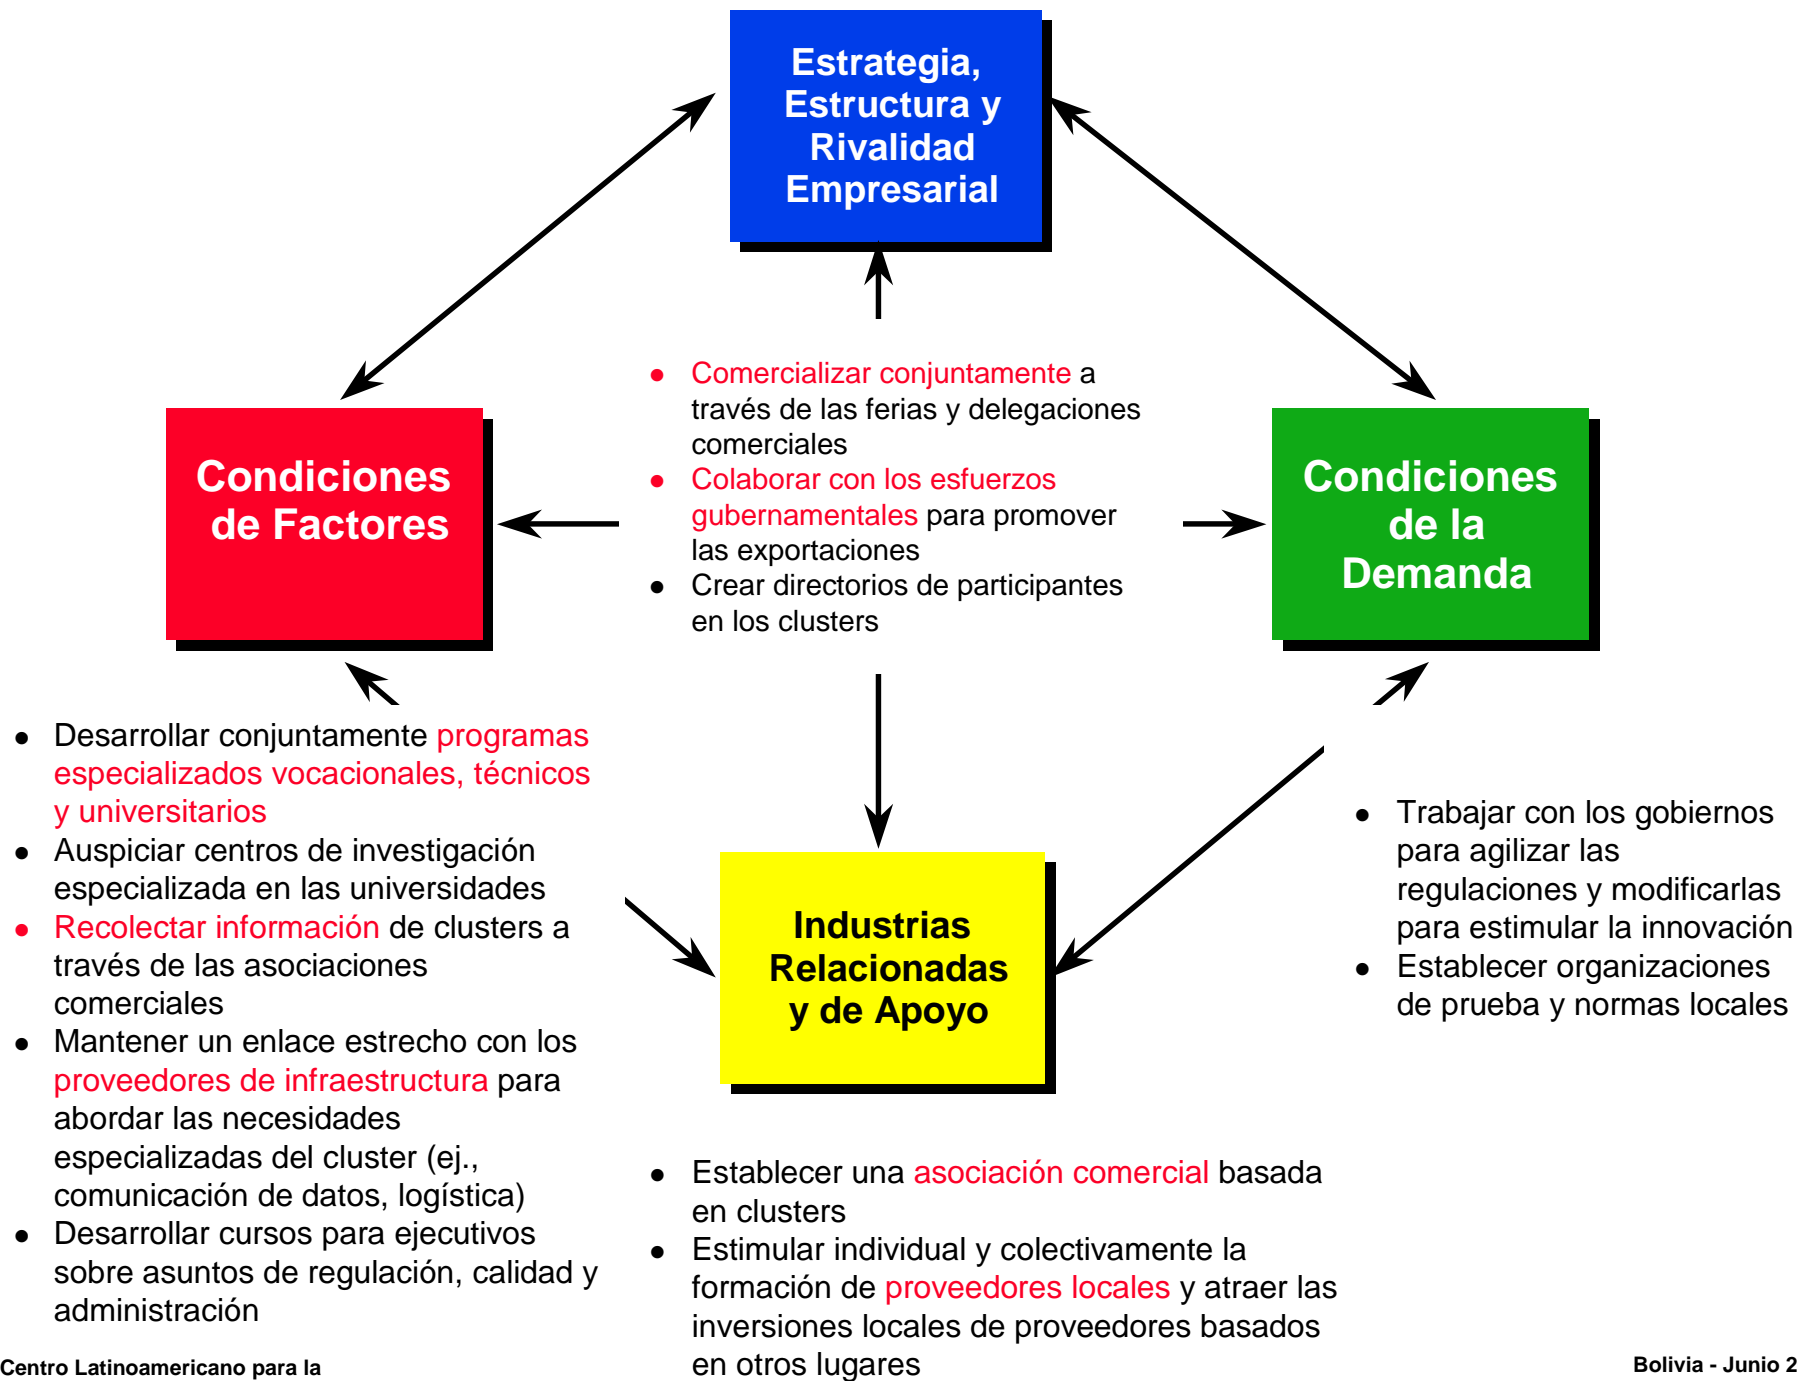 Estrategia,
Estructura y
Rivalidad
Empresarial
● Comercializar conjuntamente a
través de las ferias y delegaciones
comerciales
● Colaborar con los esfuerzos
gubernamentales para promover
las exportaciones
● Crear directorios de participantes
en los clusters
Condiciones
de Factores
Condiciones
de la
Demanda
● Desarrollar conjuntamente programas
especializados vocacionales, técnicos
y universitarios
● Auspiciar centros de investigación
especializada en las universidades
● Recolectar información de clusters a
través de las asociaciones
comerciales
● Mantener un enlace estrecho con los
proveedores de infraestructura para
abordar las necesidades
especializadas del cluster (ej.,
comunicación de datos, logística)
● Desarrollar cursos para ejecutivos
sobre asuntos de regulación, calidad y
administración
Industrias
Relacionadas
y de Apoyo
● Trabajar con los gobiernos
para agilizar las
regulaciones y modificarlas
para estimular la innovación
● Establecer organizaciones
de prueba y normas locales
● Establecer una asociación comercial basada
en clusters
● Estimular individual y colectivamente la
formación de proveedores locales y atraer las
inversiones locales de proveedores basados
en otros lugares
Centro Latinoamericano para la
Bolivia - Junio 2